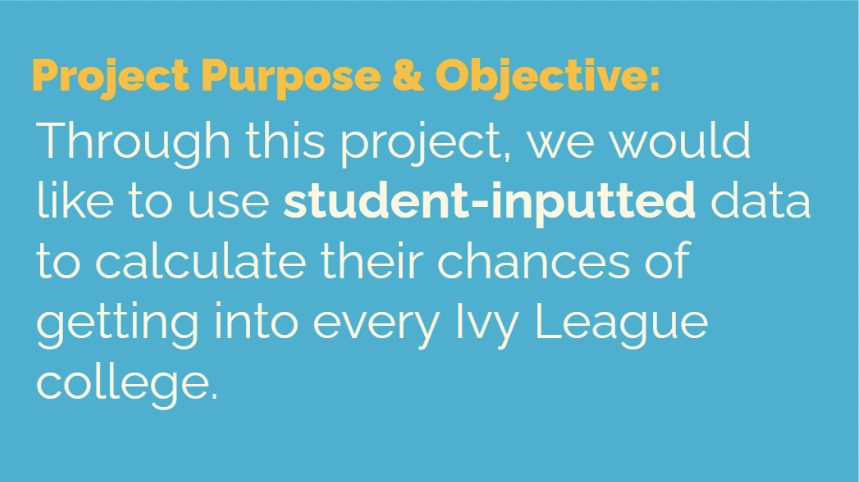 Project Purpose & Objective:
Through this project, we would
like to use student-inputted data
to calculate their chances of
getting into every Ivy League
college.